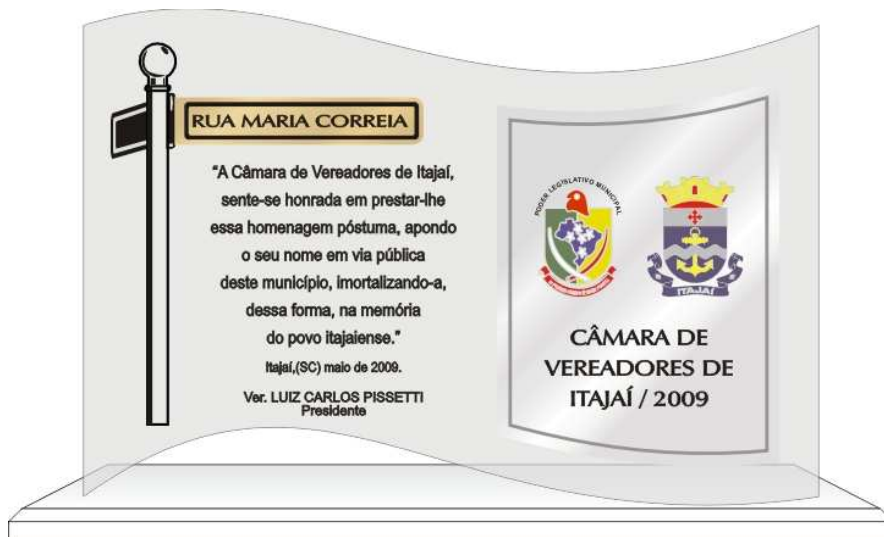 RUA MARIA CORREIA
“A Câmara de Vereadores de Itajaí,
sente-se honrada em prestar-lhe
essa homenagem póstuma, apondo
o seu nome em via pública
deste município, imortalizando-a,
dessa forma, na memória
do povo itajaiense.”
Itajaí,(SC) maio de 2009.
Ver. LUIZ CARLOS PISSETTI
Presidente
PODER LEGISLATIVO MUNICIPAL
ITAJAÍ
CÂMARA DE
VEREADORES DE
ITAJAÍ / 2009